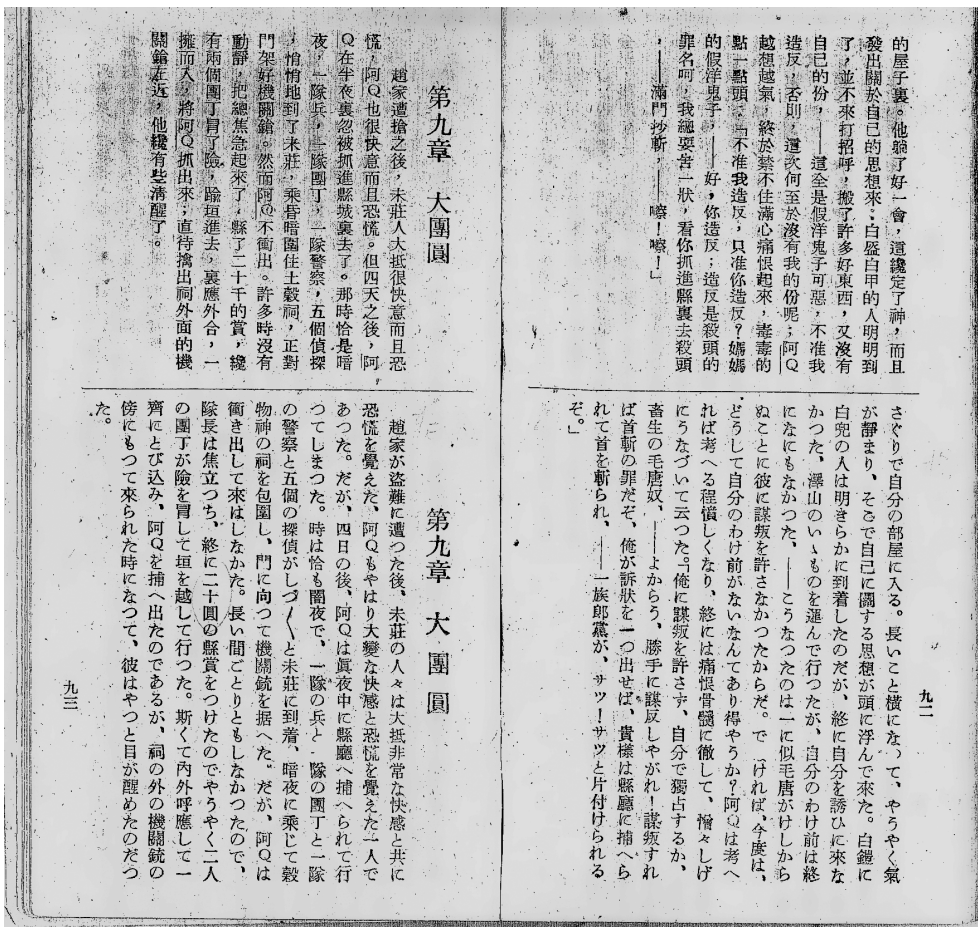 的屋子裏。他躺了好一會，這纔定了神，而且
發出關於自己的思想來：白盔白甲的人明明到
了，並不來打招呼，搬了許多好東西，又沒有
自己的份，——這全是假洋鬼子可惡，不准我
造反，否則，這次何至於沒有我的份呢；阿Q
越想越氣，終於禁不住滿心痛恨起來，毒毒的
點一點頭：「不准我造反，只准你造反？媽媽
的假洋鬼子，——好，你造反；造反是殺頭的
罪名呵，我總要告一狀，看你抓進縣裏去殺頭
，——滿門抄斬，——嚓！嚓！」
さぐりで自分の部屋に入る。長いこと橫になつて、やうやく氣
が靜まり、そこで自己に關する思想が頭に浮んで來た。白鎧に
白兜の人は明きらかに到着したのだが、終に自分を誘ひに來な
かつた、澤山のいゝものを運んで行つたが、自分のわけ前は終
になにもなかつた、——こうなつたのは一に似毛唐がけしから
ぬことに彼に謀叛を許さなかつたからだ。で　ければ、今度は、
どうして自分のわけ前がないなんてあり得やうか？阿Qは考へ
れば考へる程憤しくなり、終には痛恨骨髓に徹して、憎々しげ
にうなづいて云つた。「俺に謀叛を許さず、自分で獨占するか、
畜生の毛唐奴、——よからう、勝手に謀反しやがれ！謀叛すれ
ば首斬の罪だぞ、俺が訴狀を一つ出せば、貴樣は縣廳に捕へら
れて首を斬られ、——一族郎黨が、サツ！サツと片付けられる
ぞ。」
九二
第九章　大團圓
趙家遭搶之後，未莊人大抵很快意而且恐
慌，阿Q也很快意而且恐慌。但四天之後，阿
Q在半夜裏忽被抓進縣城裏去了。那時恰是暗
夜，一隊兵，一隊團丁，一隊警察，五個偵探
，悄悄地到了未莊，乘昏暗圍住土穀祠，正對
門架好機關鎗。然而阿Q不衝出。許多時沒有
動靜，把總焦急起來了，懸了二十千的賞，纔
有兩個團丁冒了險，踰垣進去，裏應外合，一
擁而入，將阿Q抓出來；直待擒出祠外面的機
關鎗左近，他纔有些清醒了。
第九章　大團圓
趙家が盜難に遭つた後、未莊の人々は大抵非常な快感と共に
恐慌を覺えた、阿Qもやはり大變な快感と恐慌を覺えた一人で
あつた。だが、四日の後、阿Qは眞夜中に縣廳へ捕へられて行
つてしまつた。時は恰も闇夜で、一隊の兵と一隊の團丁と一隊
の警察と五個の探偵がしづ〳〵と未莊に到着、暗夜に乘じて穀
物神の祠を包圍し、門に向つて機關銃を据へた。だが、阿Qは
衝き出して來はしなかた。長い間ごとりともしなかつたので、
隊長は焦立つち、終に二十圓の懸賞をつけたのでやうやく二人
の團丁が險を冒して垣を越して行つた。斯くて內外呼應して一
齊にとび込み、阿Qを捕へ出たのであるが、祠の外の機關銃の
傍にもつて來られた時になつて、彼はやつと目が醒めたのだつ
た。
九三